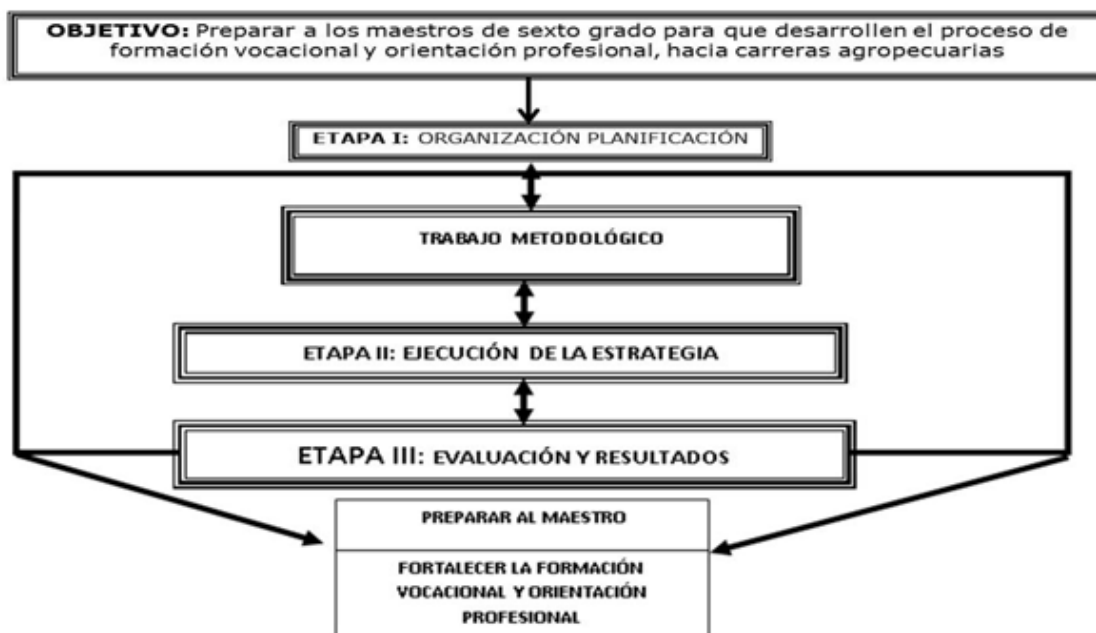 OBJETIVO: Preparar a los maestros de sexto grado para que desarrollen el proceso de
formación vocacional y orientación profesional, hacia carreras agropecuarias
ETAPA I: ORGANIZACIÓN PLANIFICACIÓN
TRABAJO METODOLÓGICO
ETAPA II: EJECUCIÓN DE LA ESTRATEGIA
ETAPA III: EVALUACIÓN Y RESULTADOS
PREPARAR AL MAESTRO
FORTALECER LA FORMACIÓN
VOCACIONAL Y ORIENTACIÓN
PROFESIONAL